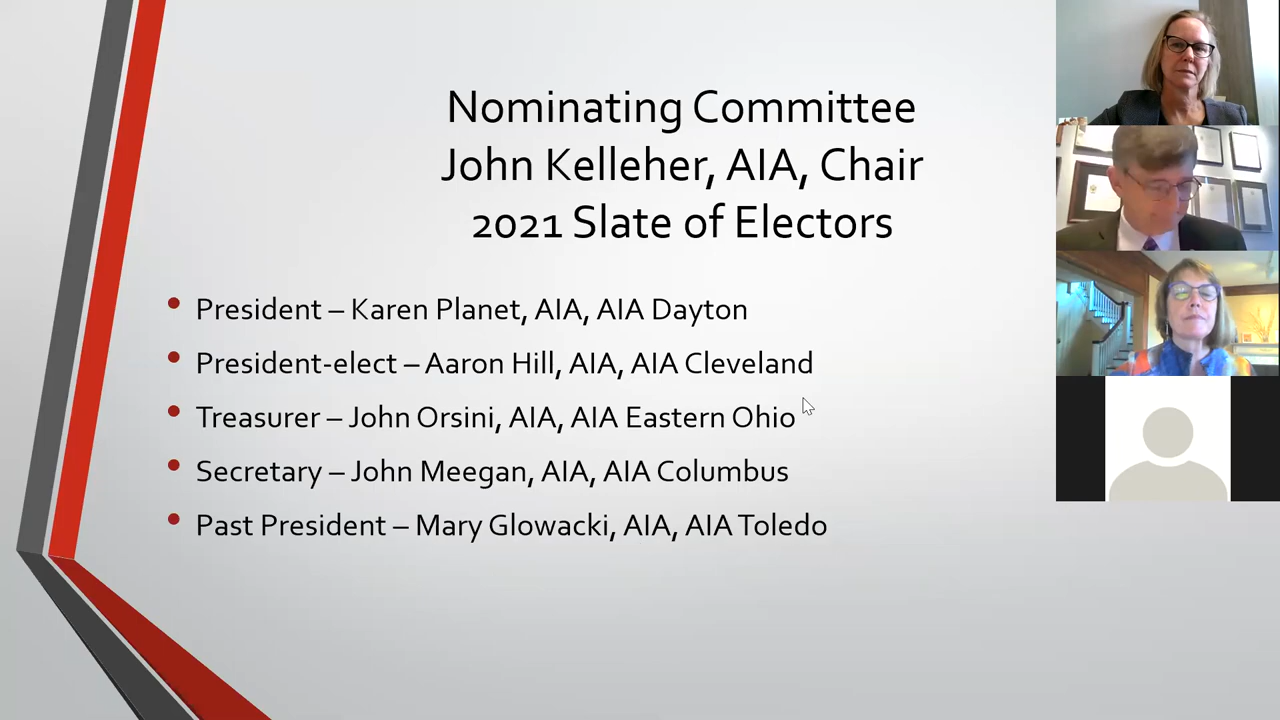 Nominating Committee
John Kelleher, AIA, Chair
2021 Slate of Electors
• President – Karen Planet, AIA, AIA Dayton
• President-elect – Aaron Hill, AIA, AIA Cleveland
• Treasurer – John Orsini, AIA, AIA Eastern Ohio
• Secretary – John Meegan, AIA, AIA Columbus
• Past President – Mary Glowacki, AIA, AIA Toledo